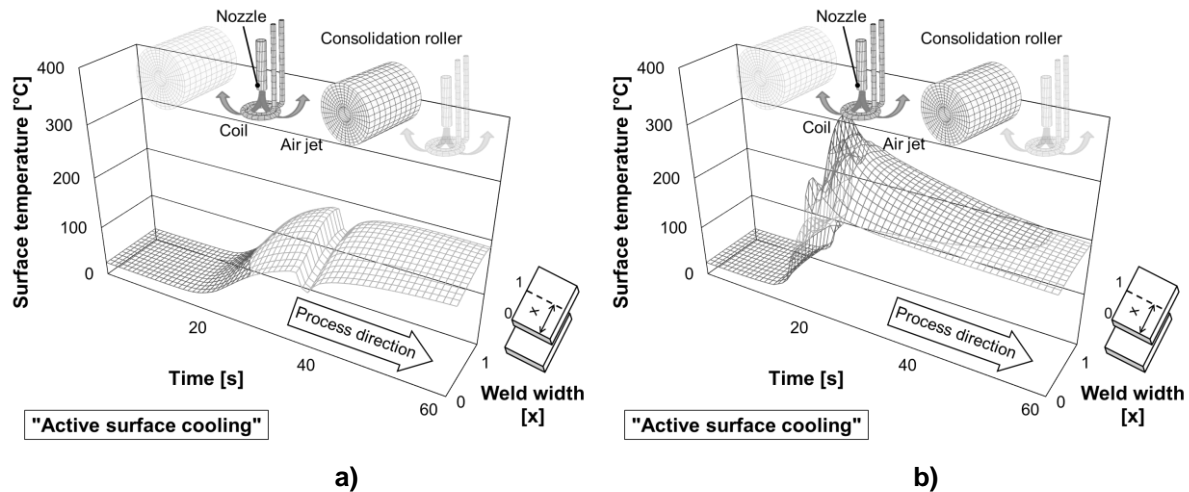 Nozzle
Consolidation roller
Coil
Air jet
Surface temperature [°C]
400
300
200
100
0
20
40
60
Time [s]
Process direction
0
1
Weld width
[x]
1
0
x
"Active surface cooling"
a)
Nozzle
Consolidation roller
Coil
Air jet
Surface temperature [°C]
400
300
200
100
0
20
40
60
Time [s]
Process direction
0
1
Weld width
[x]
1
0
x
"Active surface cooling"
b)